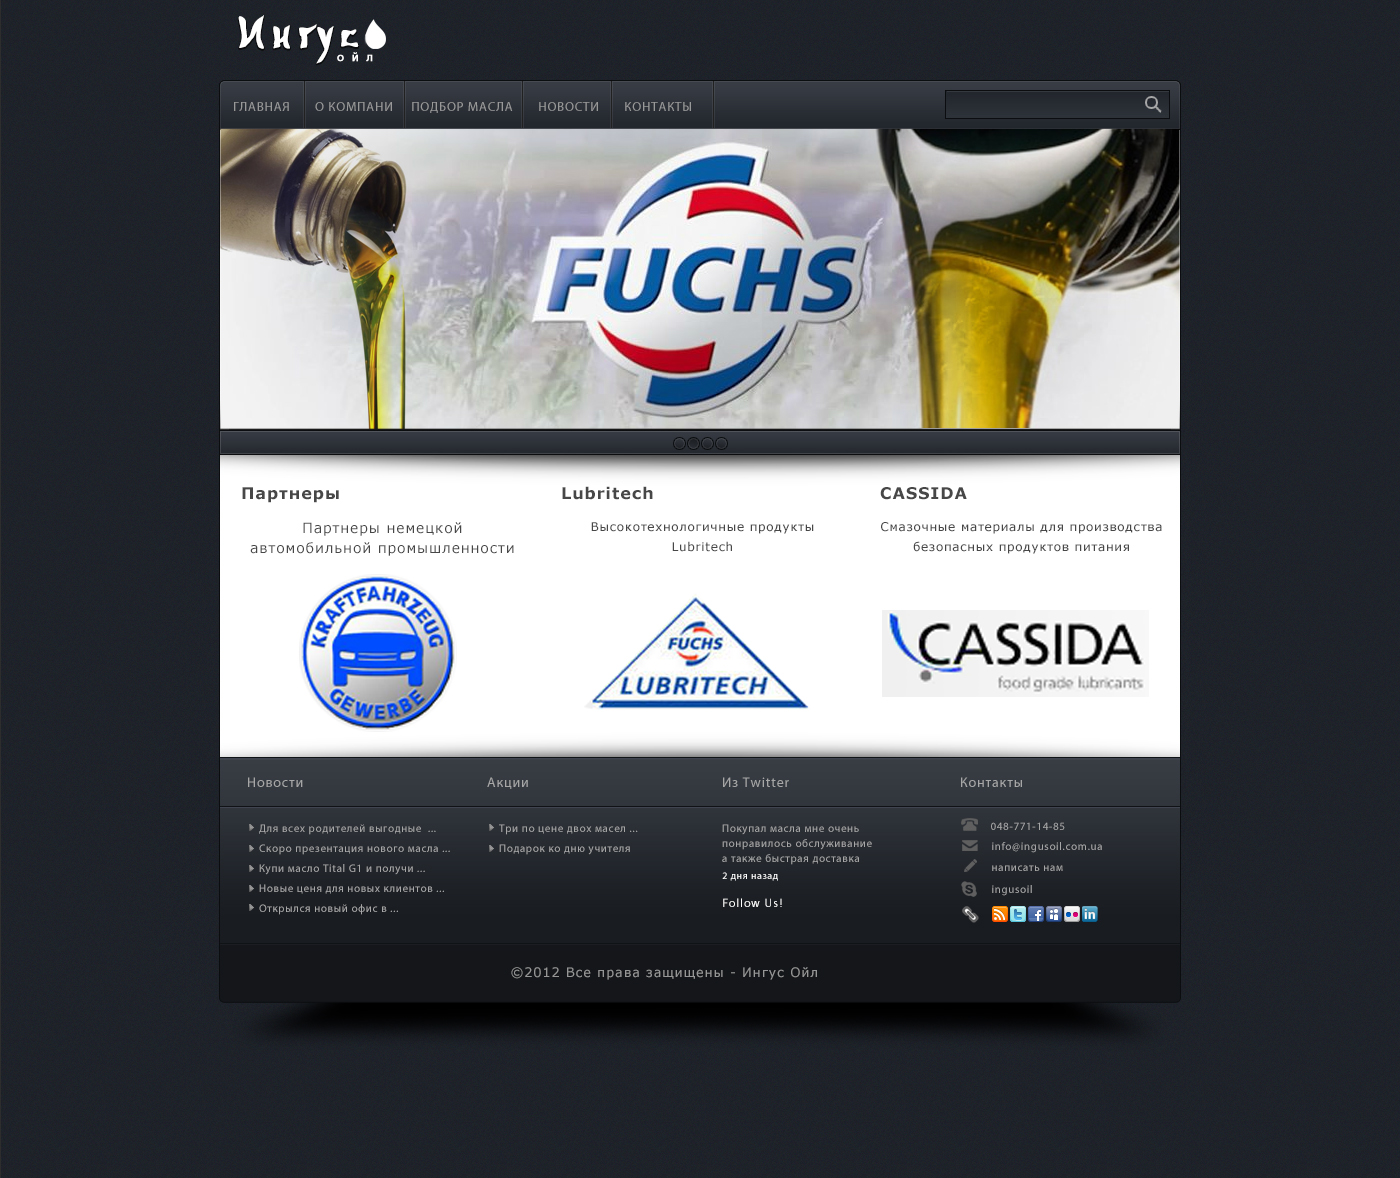 Ингус
ойл
ГЛАВНАЯ
О КОМПАНИ
ПОДБОР МАСЛА
НОВОСТИ
КОНТАКТЫ
FUCHS
Партнеры
Партнеры немецкой
автомобильной промышленности
KRAFTFAHRZEUG
GEWERBE
Lubritech
Высокотехнологичные продукты
Lubritech
FUCHS
LUBRITECH
CASSIDA
Смазочные материалы для производства
безопасных продуктов питания
CASSIDA
food grade lubricants
Новости
Для всех родителей выгодные ...
Скоро презентация нового масла ...
Купи масло Tital G1 и получи ...
Новые ценя для новых клиентов ...
Открылся новый офис в ...
Акции
Три по цене двох масел ...
Подарок ко дню учителя
Из Twitter
Покупал масла мне очень
понравилось обслуживание
а также быстрая доставка
2 дня назад
Follow Us!
Контакты
048-771-14-85
info@ingusoil.com.ua
написать нам
ingusoil
©2012 Все права защищены - Ингус Ойл